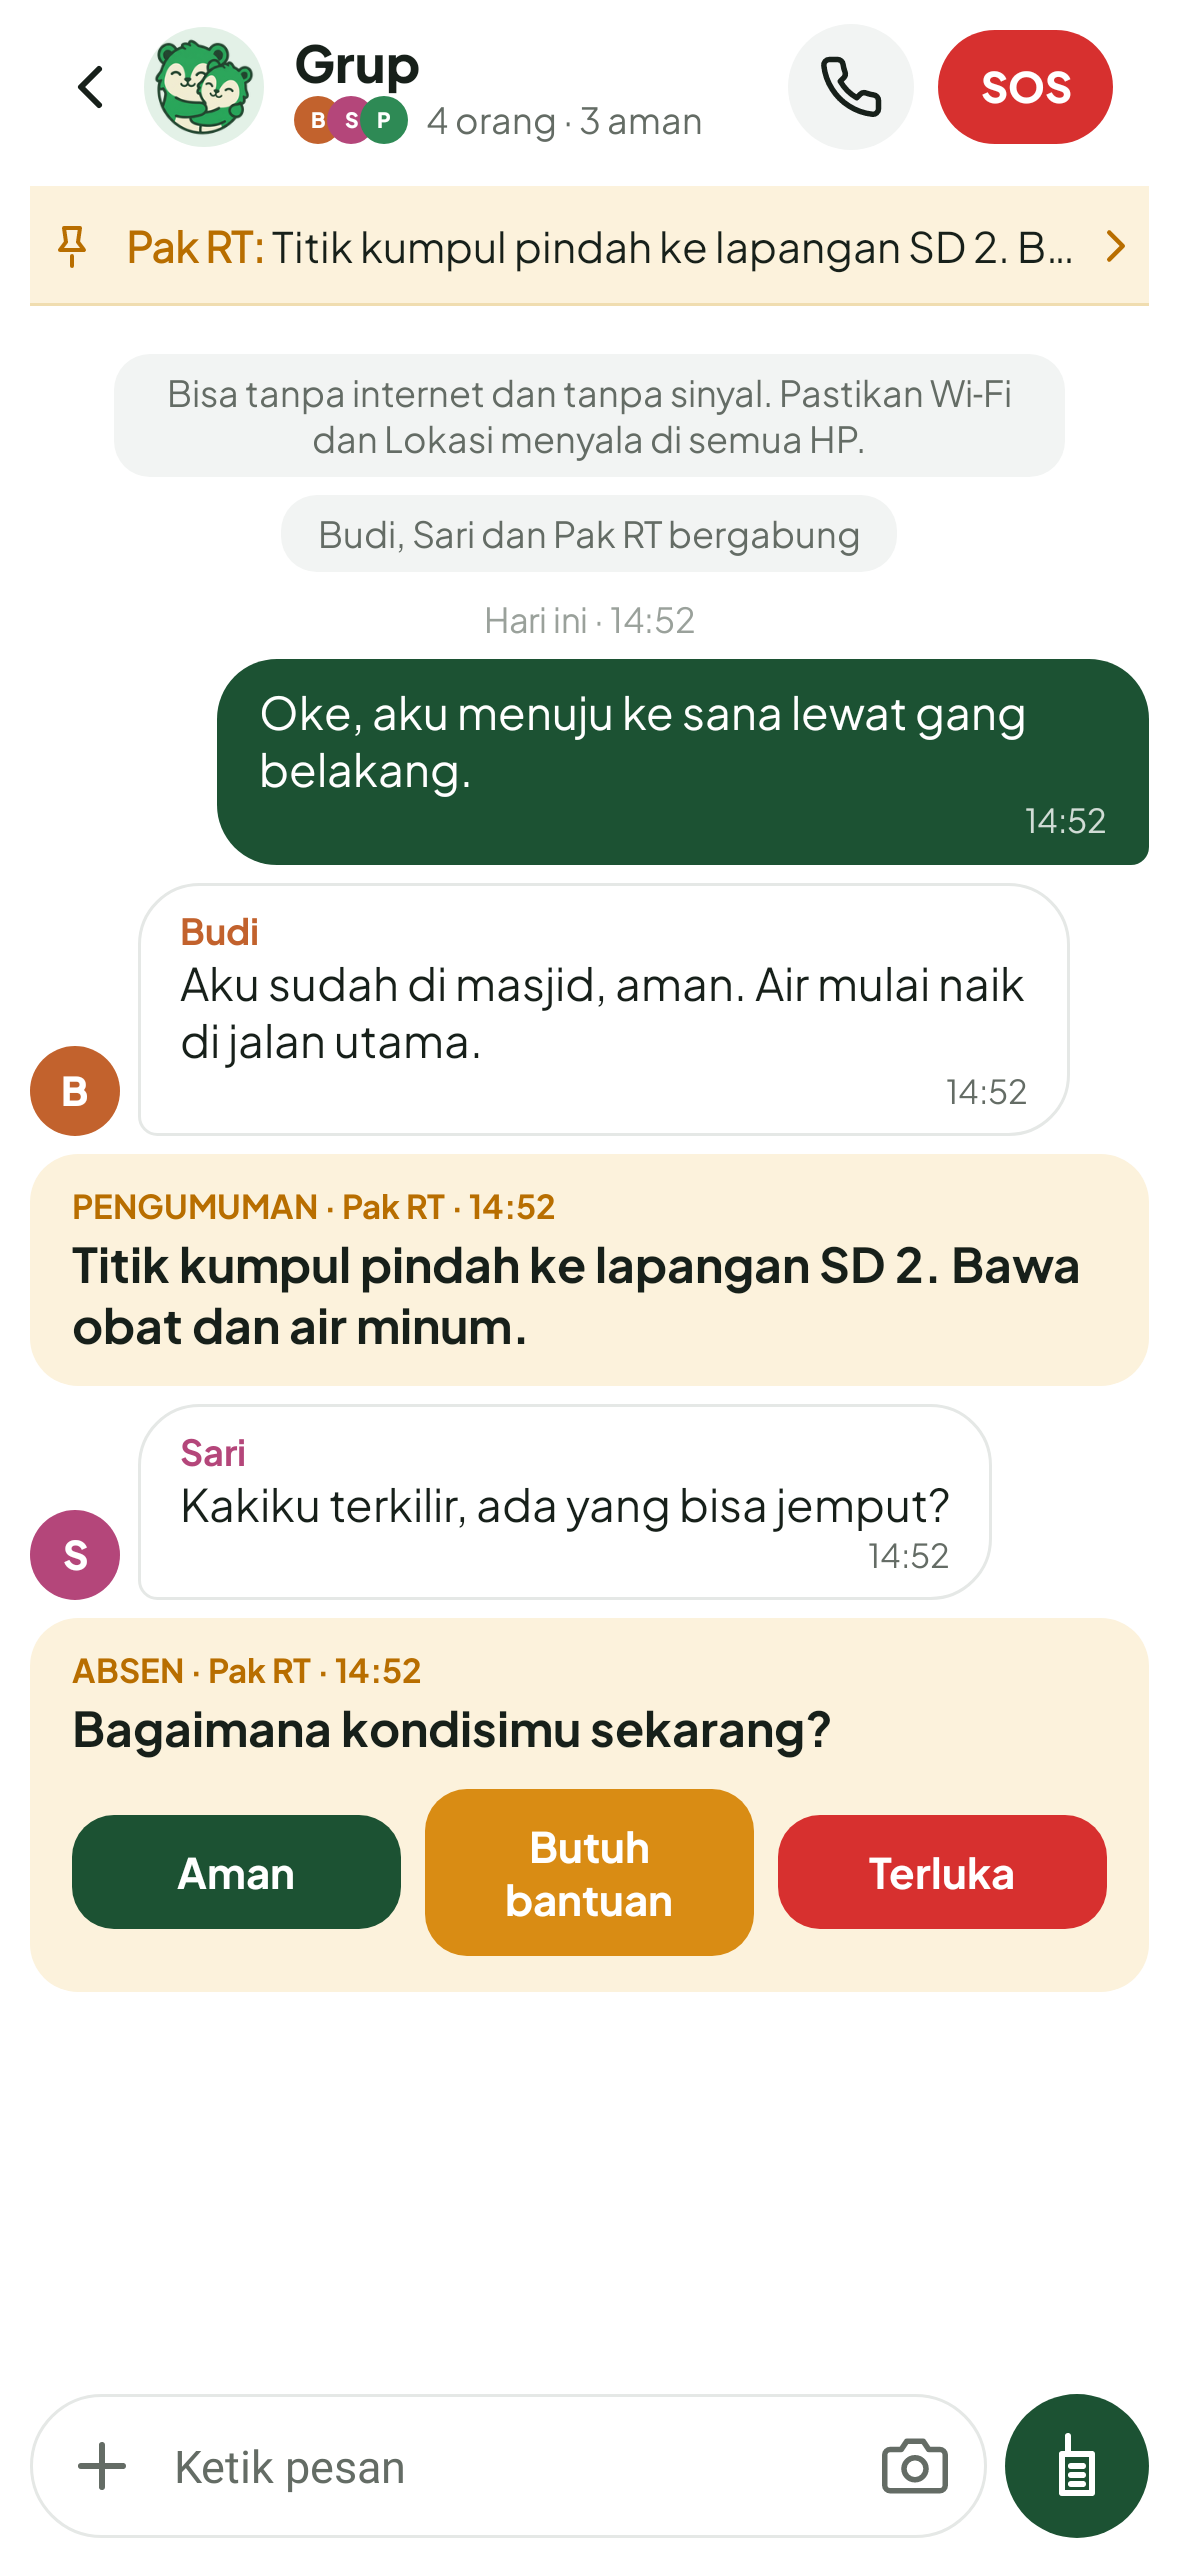 Grup
SOS
B S P 4 orang · 3 aman
Pak RT: Titik kumpul pindah ke lapangan SD 2. B...
Bisa tanpa internet dan tanpa sinyal. Pastikan Wi-Fi
dan Lokasi menyala di semua HP.
Budi, Sari dan Pak RT bergabung
Hari ini · 14:52
Oke, aku menuju ke sana lewat gang
belakang.
14:52
Budi
Aku sudah di masjid, aman. Air mulai naik
di jalan utama.
14:52
B
PENGUMUMAN · Pak RT · 14:52
Titik kumpul pindah ke lapangan SD 2. Bawa
obat dan air minum.
Sari
Kakiku terkilir, ada yang bisa jemput?
14:52
S
ABSEN · Pak RT · 14:52
Bagaimana kondisimu sekarang?
Aman
Butuh
bantuan
Terluka
Ketik pesan